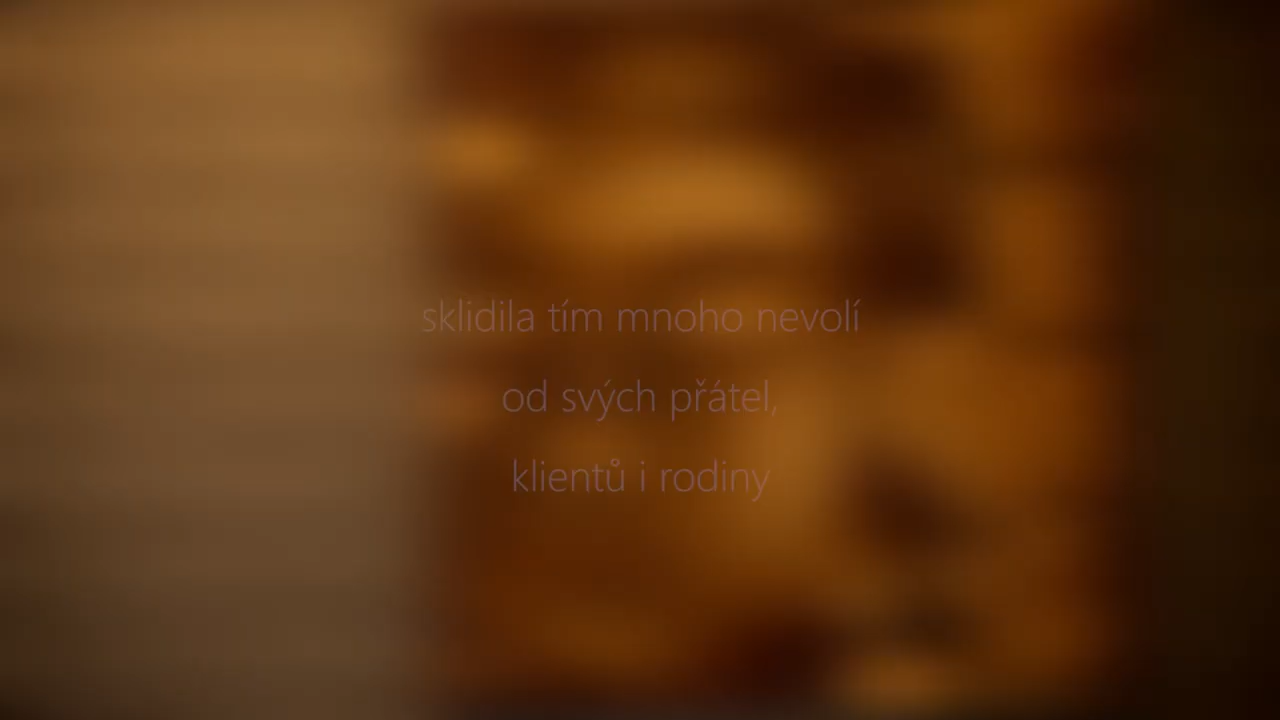 sklidila tím mnoho nevolí
od svých přátel,
klientů i rodiny